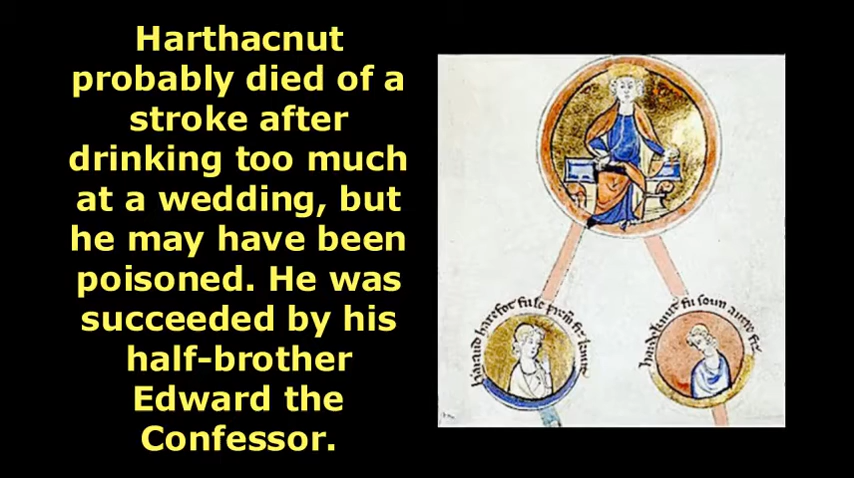 Harthacnut
probably died of a
stroke after
drinking too much
at a wedding, but
he may have been
poisoned. He was
succeeded by his
half-brother
Edward the
Confessor.